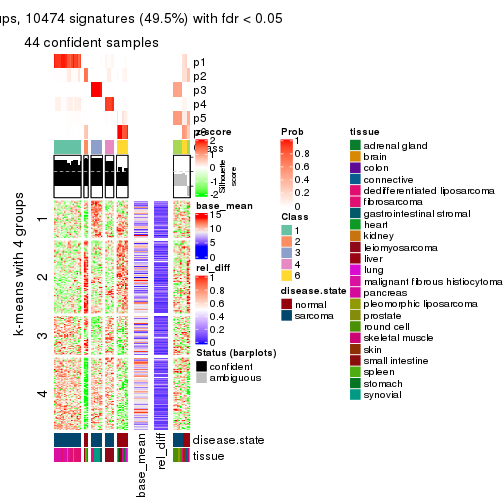 ups, 10474 signatures (49.5%) with fdr < 0.05
44 confident samples
p1
p2
p3
p4
p5
p6
Class
Silhouette
score
k-means with 4 groups
1
2
3
4
base_mean
rel_diff
disease.state
tissue
z-score
2
1
0
-1
-2
base_mean
15
10
5
0
rel_diff
1
0.8
0.6
0.4
0.2
0
Status (barplots)
confident
ambiguous
Prob
1
0.8
0.6
0.4
0.2
0
Class
1
2
3
4
6
disease.state
normal
sarcoma
tissue
adrenal gland
brain
colon
connective
dedifferentiated liposarcoma
fibrosarcoma
gastrointestinal stromal
heart
kidney
leiomyosarcoma
liver
lung
malignant fibrous histiocytoma
pancreas
pleomorphic liposarcoma
prostate
round cell
skeletal muscle
skin
small intestine
spleen
stomach
synovial